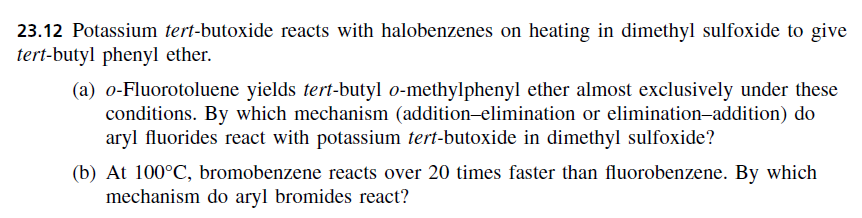 23.12 Potassium tert-butoxide reacts with halobenzenes on heating in dimethyl sulfoxide to give
tert-butyl phenyl ether.
(a) o-Fluorotoluene yields tert-butyl o-methylphenyl ether almost exclusively under these
conditions. By which mechanism (addition–elimination or elimination–addition) do
aryl fluorides react with potassium tert-butoxide in dimethyl sulfoxide?
(b) At 100°C, bromobenzene reacts over 20 times faster than fluorobenzene. By which
mechanism do aryl bromides react?